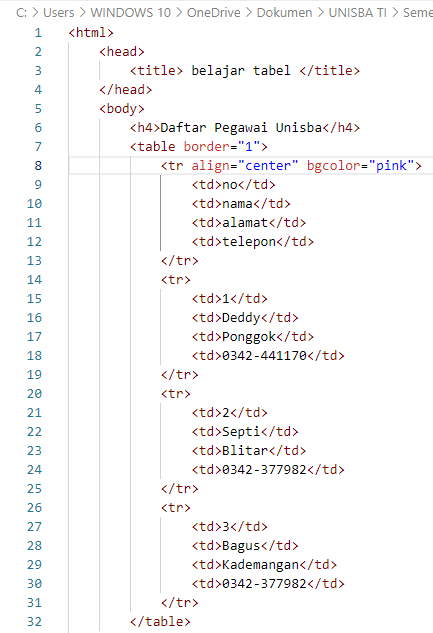 C: > Users > WINDOWS 10 > OneDrive > Dokumen > UNISBA TI > Seme
1 <html>
2 <head>
3 <title> belajar tabel </title>
4 </head>
5 <body>
6 <h4>Daftar Pegawai Unisba</h4>
7 <table border="1">
8 <tr align="center" bgcolor="pink">
9 <td>no</td>
10 <td>nama</td>
11 <td>alamat</td>
12 <td>telepon</td>
13 </tr>
14 <tr>
15 <td>1</td>
16 <td>Deddy</td>
17 <td>Ponggok</td>
18 <td>0342-441170</td>
19 </tr>
20 <tr>
21 <td>2</td>
22 <td>Septi</td>
23 <td>Blitar</td>
24 <td>0342-377982</td>
25 </tr>
26 <tr>
27 <td>3</td>
28 <td>Bagus</td>
29 <td>Kademangan</td>
30 <td>0342-377982</td>
31 </tr>
32 </table>